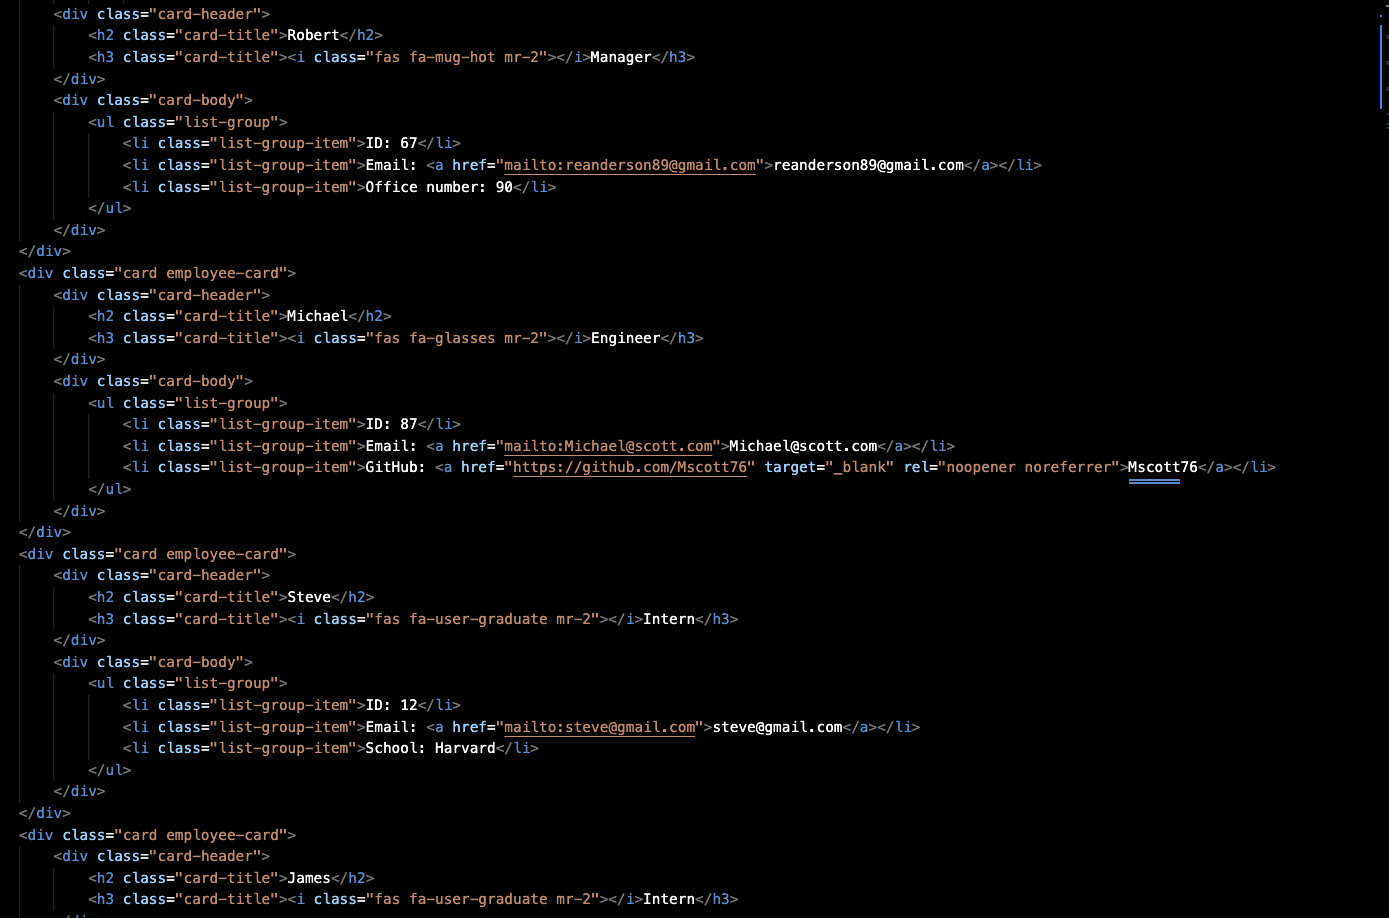 <div class="card-header">
<h2 class="card-title">Robert</h2>
<h3 class="card-title"><i class="fas fa-mug-hot mr-2"></i>Manager</h3>
</div>
<div class="card-body">
<ul class="list-group">
<li class="list-group-item">ID: 67</li>
<li class="list-group-item">Email: <a href="mailto:reanderson89@gmail.com">reanderson89@gmail.com</a></li>
<li class="list-group-item">Office number: 90</li>
</ul>
</div>
</div>
<div class="card employee-card">
<div class="card-header">
<h2 class="card-title">Michael</h2>
<h3 class="card-title"><i class="fas fa-glasses mr-2"></i>Engineer</h3>
</div>
<div class="card-body">
<ul class="list-group">
<li class="list-group-item">ID: 87</li>
<li class="list-group-item">Email: <a href="mailto:Michael@scott.com">Michael@scott.com</a></li>
<li class="list-group-item">GitHub: <a href="https://github.com/Mscott76" target="_blank" rel="noopener noreferrer">Mscott76</a></li>
</ul>
</div>
</div>
<div class="card employee-card">
<div class="card-header">
<h2 class="card-title">Steve</h2>
<h3 class="card-title"><i class="fas fa-user-graduate mr-2"></i>Intern</h3>
</div>
<div class="card-body">
<ul class="list-group">
<li class="list-group-item">ID: 12</li>
<li class="list-group-item">Email: <a href="mailto:steve@gmail.com">steve@gmail.com</a></li>
<li class="list-group-item">School: Harvard</li>
</ul>
</div>
</div>
<div class="card employee-card">
<div class="card-header">
<h2 class="card-title">James</h2>
<h3 class="card-title"><i class="fas fa-user-graduate mr-2"></i>Intern</h3>